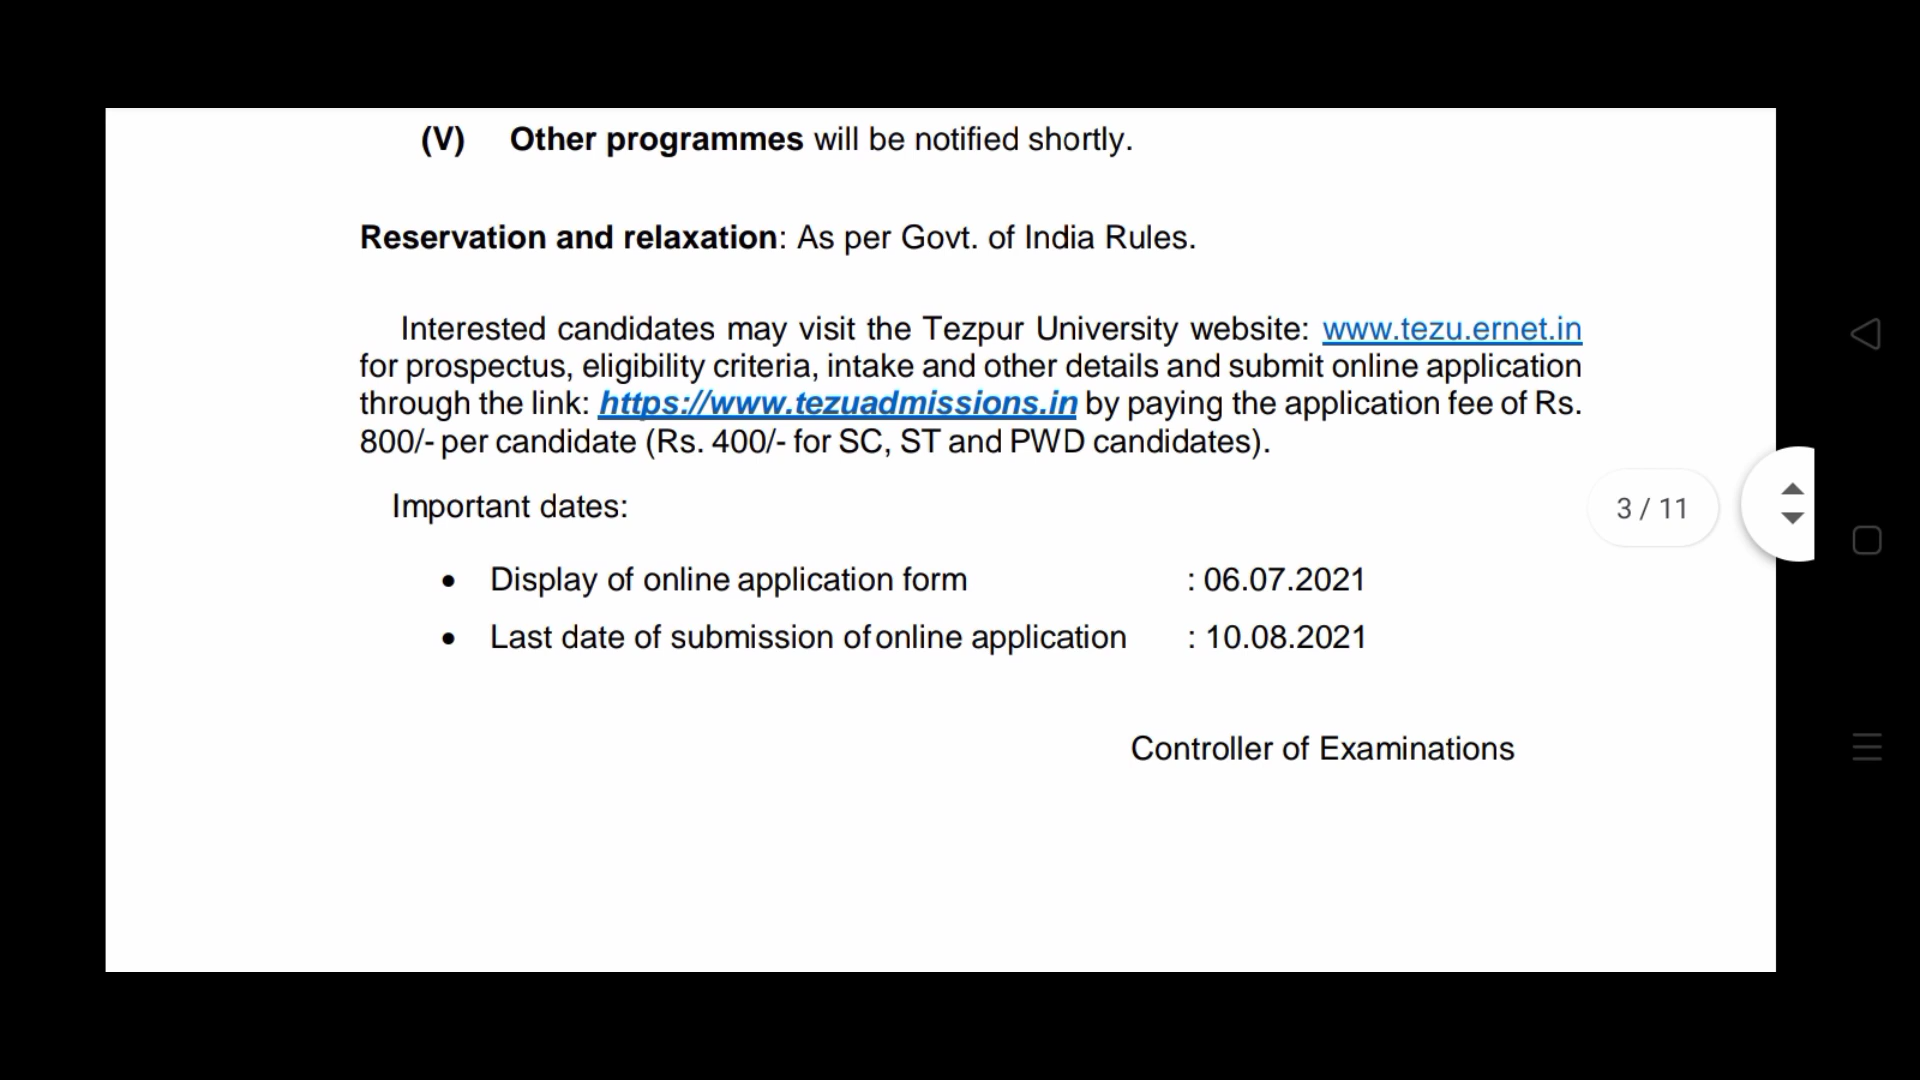 (V) Other programmes will be notified shortly.
Reservation and relaxation: As per Govt. of India Rules.
Interested candidates may visit the Tezpur University website: www.tezu.ernet.in
for prospectus, eligibility criteria, intake and other details and submit online application
through the link: https://www.tezuadmissions.in by paying the application fee of Rs.
800/- per candidate (Rs. 400/- for SC, ST and PWD candidates).
Important dates:
3 / 11
• Display of online application form : 06.07.2021
• Last date of submission of online application : 10.08.2021
Controller of Examinations